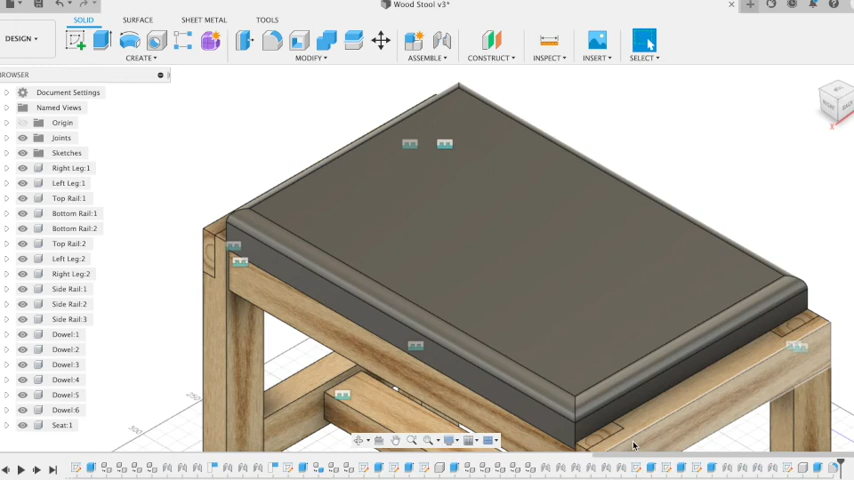 Wood Stool v3*
SOLID SURFACE SHEET METAL TOOLS
DESIGN
CREATE MODIFY ASSEMBLE CONSTRUCT INSPECT INSERT SELECT
BROWSER
Document Settings
Named Views
Origin
Joints
Sketches
Right Leg:1
Left Leg:1
Top Rail:1
Bottom Rail:1
Bottom Rail:2
Top Rail:2
Left Leg:2
Right Leg:2
Side Rail:1
Side Rail:2
Side Rail:3
Dowel:1
Dowel:2
Dowel:3
Dowel:4
Dowel:5
Dowel:6
Seat:1